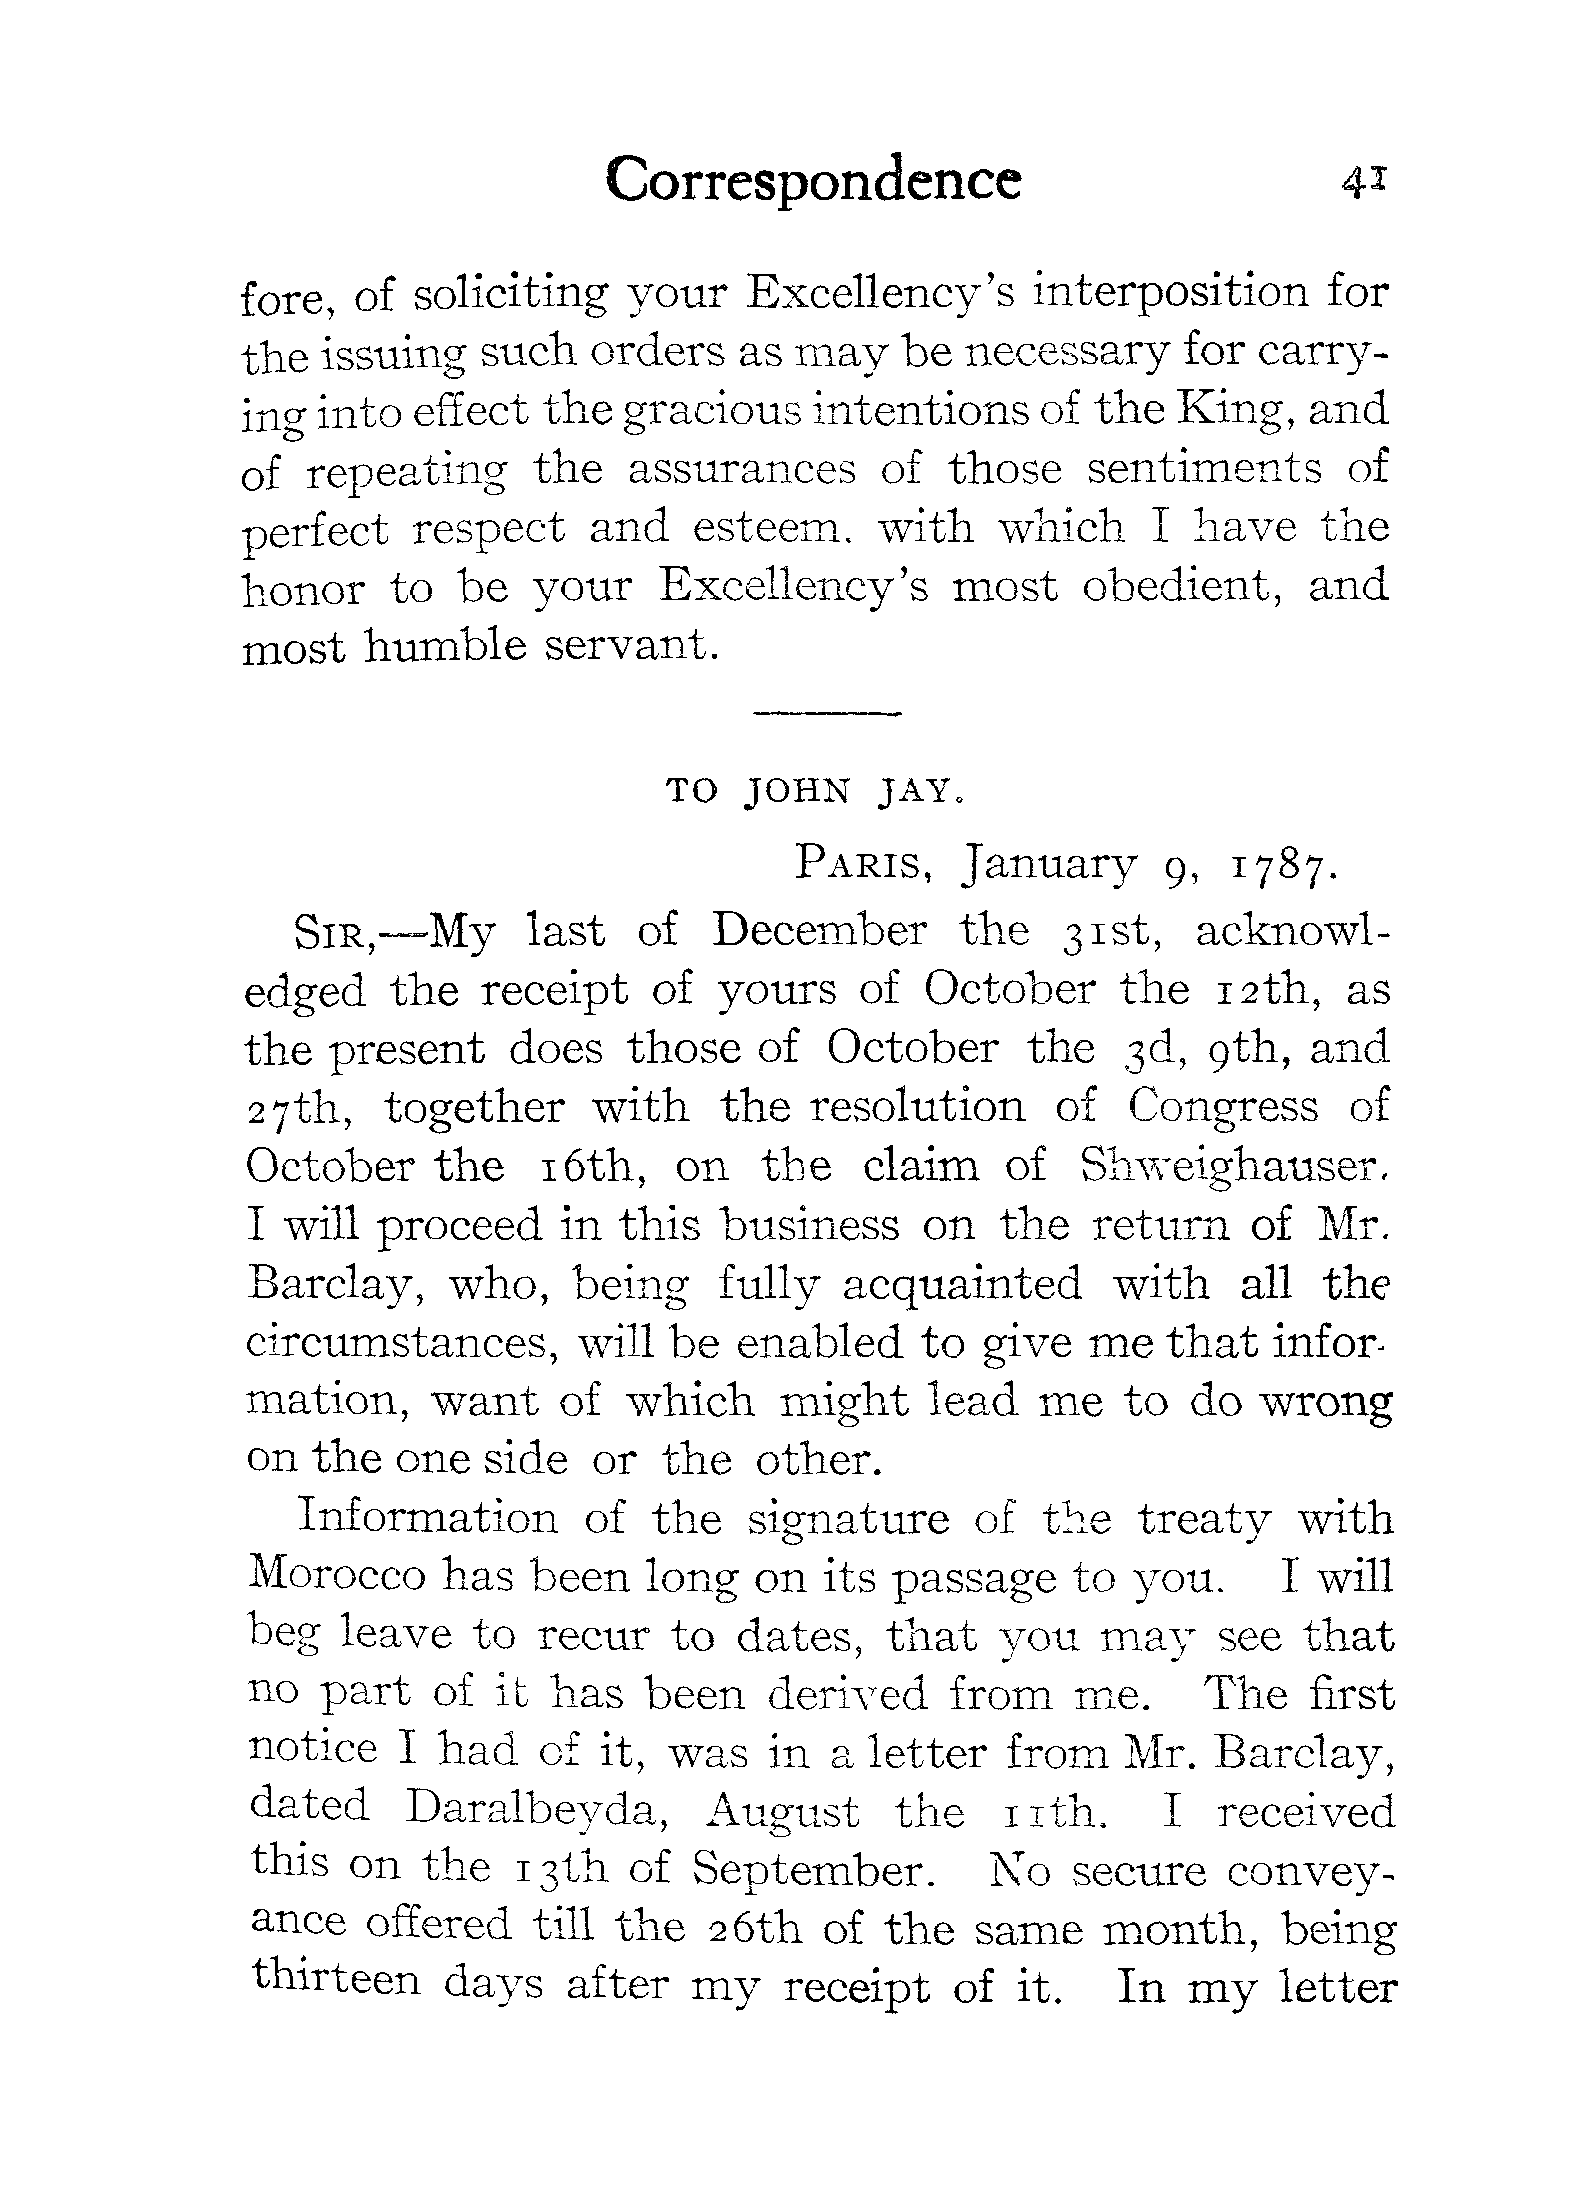 Correspondence 41
fore, of soliciting your Excellency's interposition for
the issuing such orders as may be necessary for carry-
ing into effect the gracious intentions of the King, and
of repeating the assurances of those sentiments of
perfect respect and esteem. with which I have the
honor to be your Excellency's most obedient, and
most humble servant.
TO JOHN JAY.
PARIS, January 9, 1787.
SIR,—My last of December the 31st, acknowl-
edged the receipt of yours of October the 12th, as
the present does those of October the 3d, 9th, and
27th, together with the resolution of Congress of
October the 16th, on the claim of Shweighauser.
I will proceed in this business on the return of Mr.
Barclay, who, being fully acquainted with all the
circumstances, will be enabled to give me that infor-
mation, want of which might lead me to do wrong
on the one side or the other.
Information of the signature of the treaty with
Morocco has been long on its passage to you. I will
beg leave to recur to dates, that you may see that
no part of it has been derived from me. The first
notice I had of it, was in a letter from Mr. Barclay,
dated Daralbeyda, August the 11th. I received
this on the 13th of September. No secure convey-
ance offered till the 26th of the same month, being
thirteen days after my receipt of it. In my letter